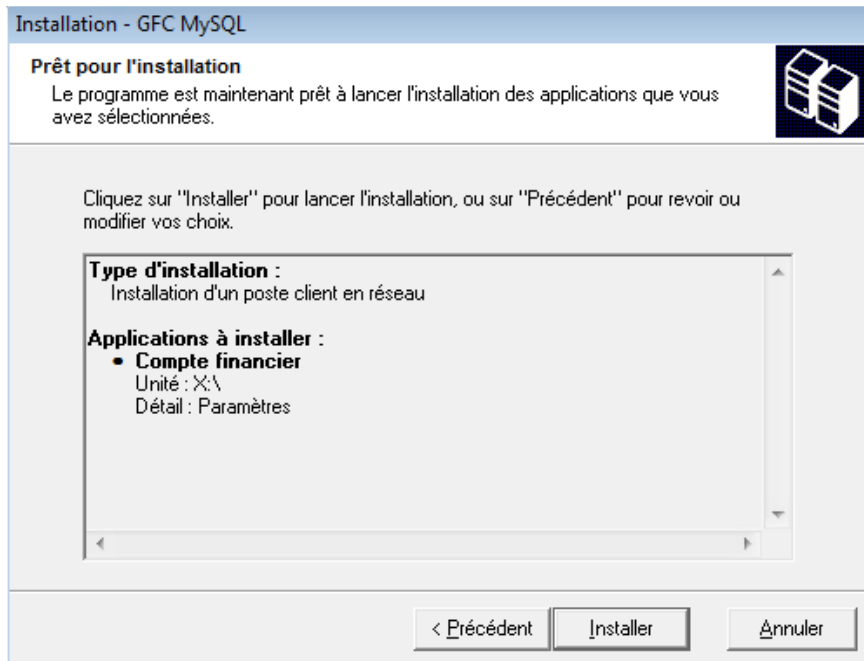 Installation - GFC MySQL
Prêt pour l'installation
Le programme est maintenant prêt à lancer l'installation des applications que vous
avez sélectionnées.
Cliquez sur "Installer" pour lancer l'installation, ou sur "Précédent" pour revoir ou
modifier vos choix.
Type d'installation :
Installation d'un poste client en réseau
Applications à installer :
• Compte financier
Unité : X:\
Détail : Paramètres
< Précédent
Installer
Annuler